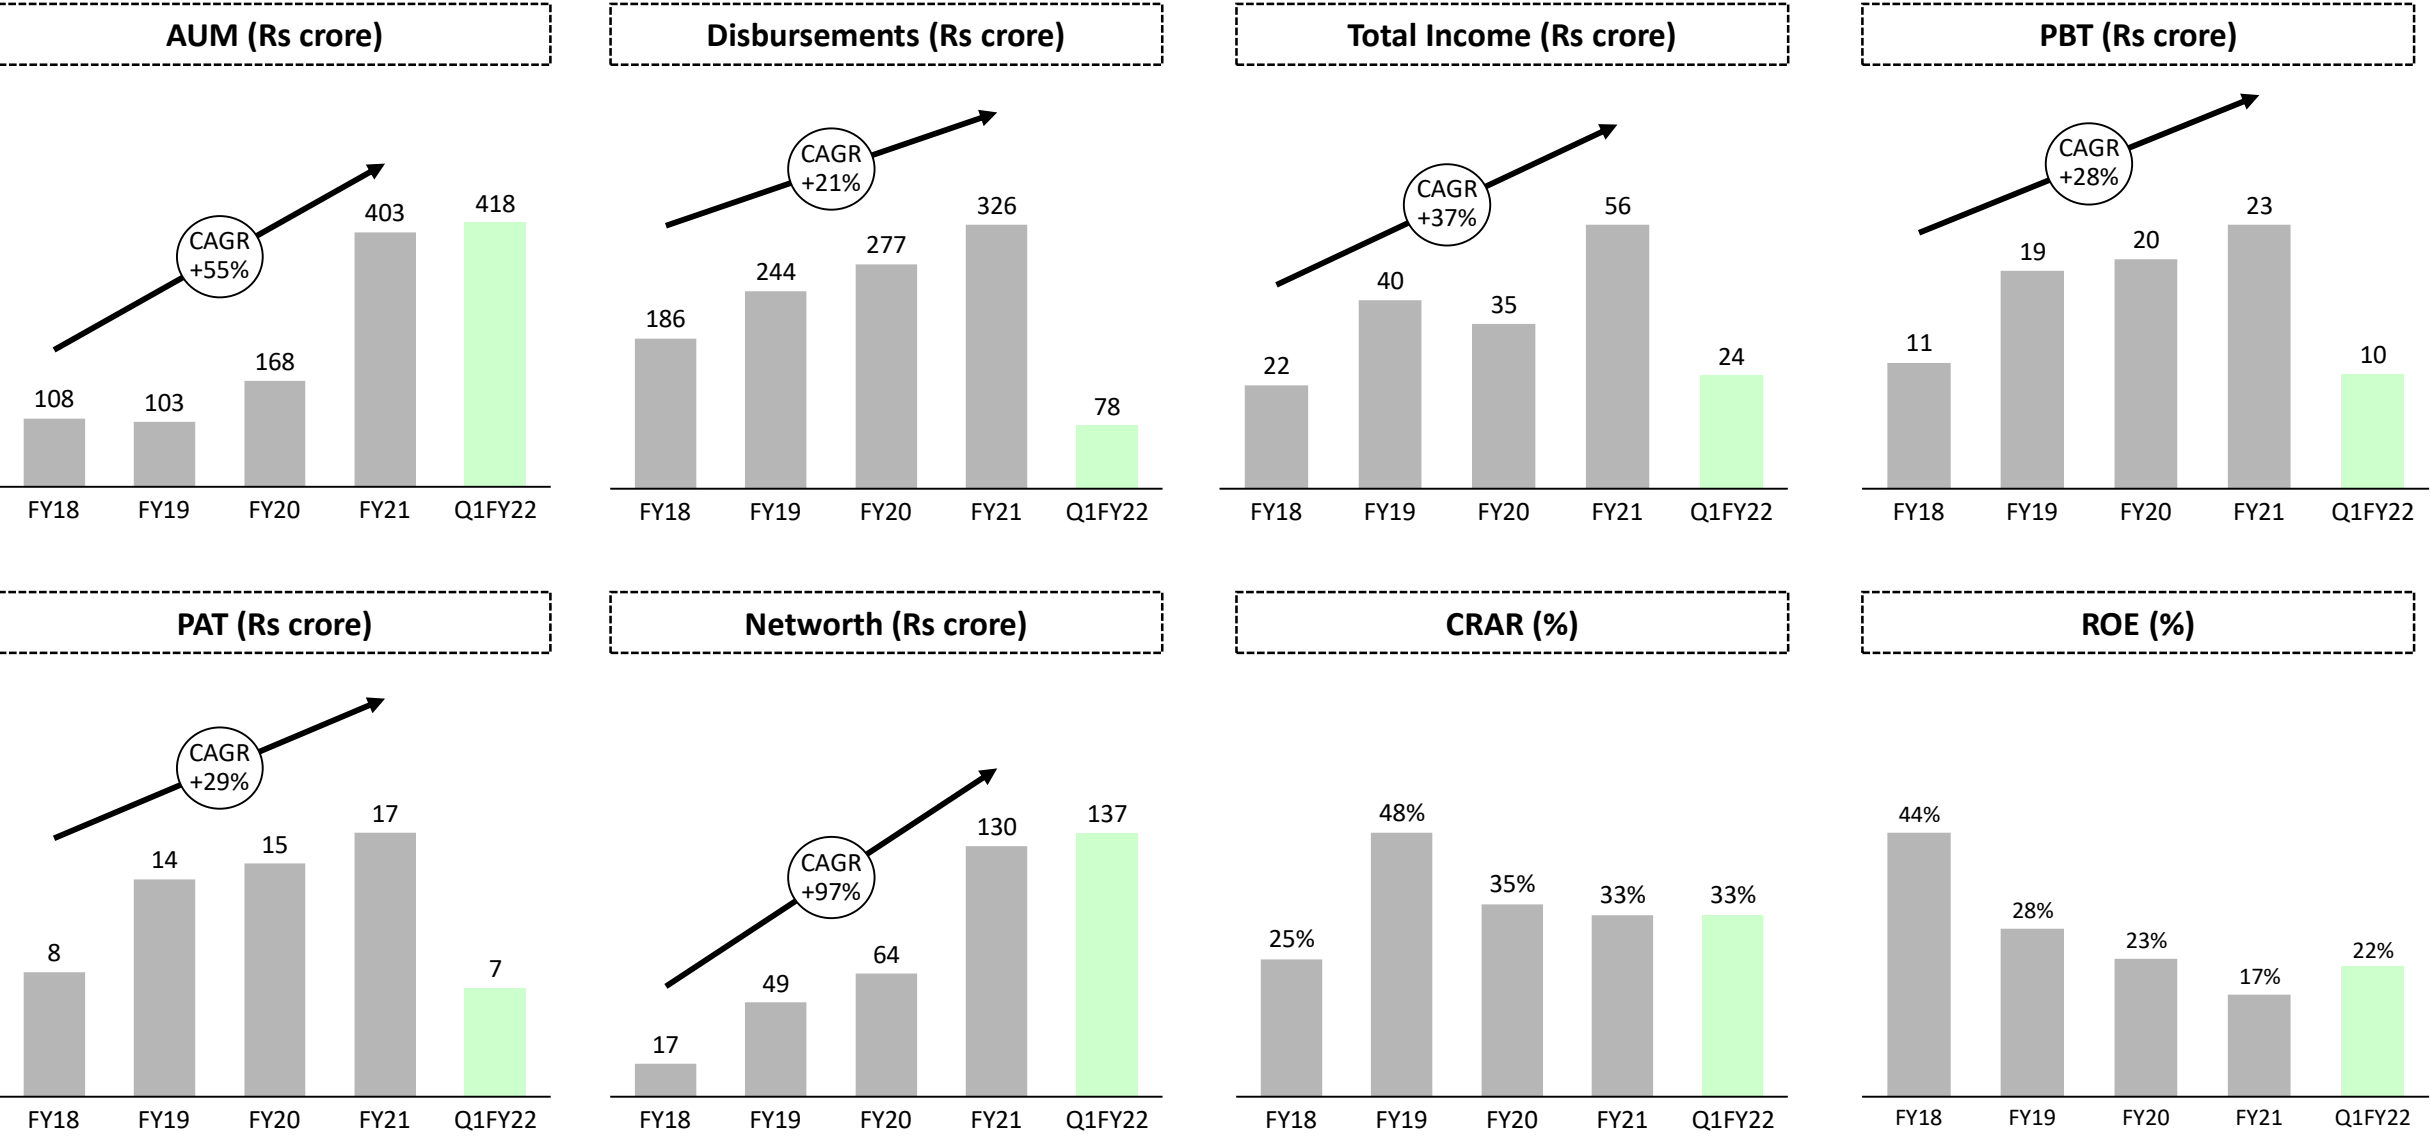 AUM (Rs crore)
CAGR
+55%
108
103
168
403
418
FY18
FY19
FY20
FY21
Q1FY22
Disbursements (Rs crore)
CAGR
+21%
186
244
277
326
78
FY18
FY19
FY20
FY21
Q1FY22
Total Income (Rs crore)
CAGR
+37%
22
40
35
56
24
FY18
FY19
FY20
FY21
Q1FY22
PBT (Rs crore)
CAGR
+28%
11
19
20
23
10
FY18
FY19
FY20
FY21
Q1FY22
PAT (Rs crore)
CAGR
+29%
8
14
15
17
7
FY18
FY19
FY20
FY21
Q1FY22
Networth (Rs crore)
CAGR
+97%
17
49
64
130
137
FY18
FY19
FY20
FY21
Q1FY22
CRAR (%)
25%
48%
35%
33%
33%
FY18
FY19
FY20
FY21
Q1FY22
ROE (%)
44%
28%
23%
17%
22%
FY18
FY19
FY20
FY21
Q1FY22